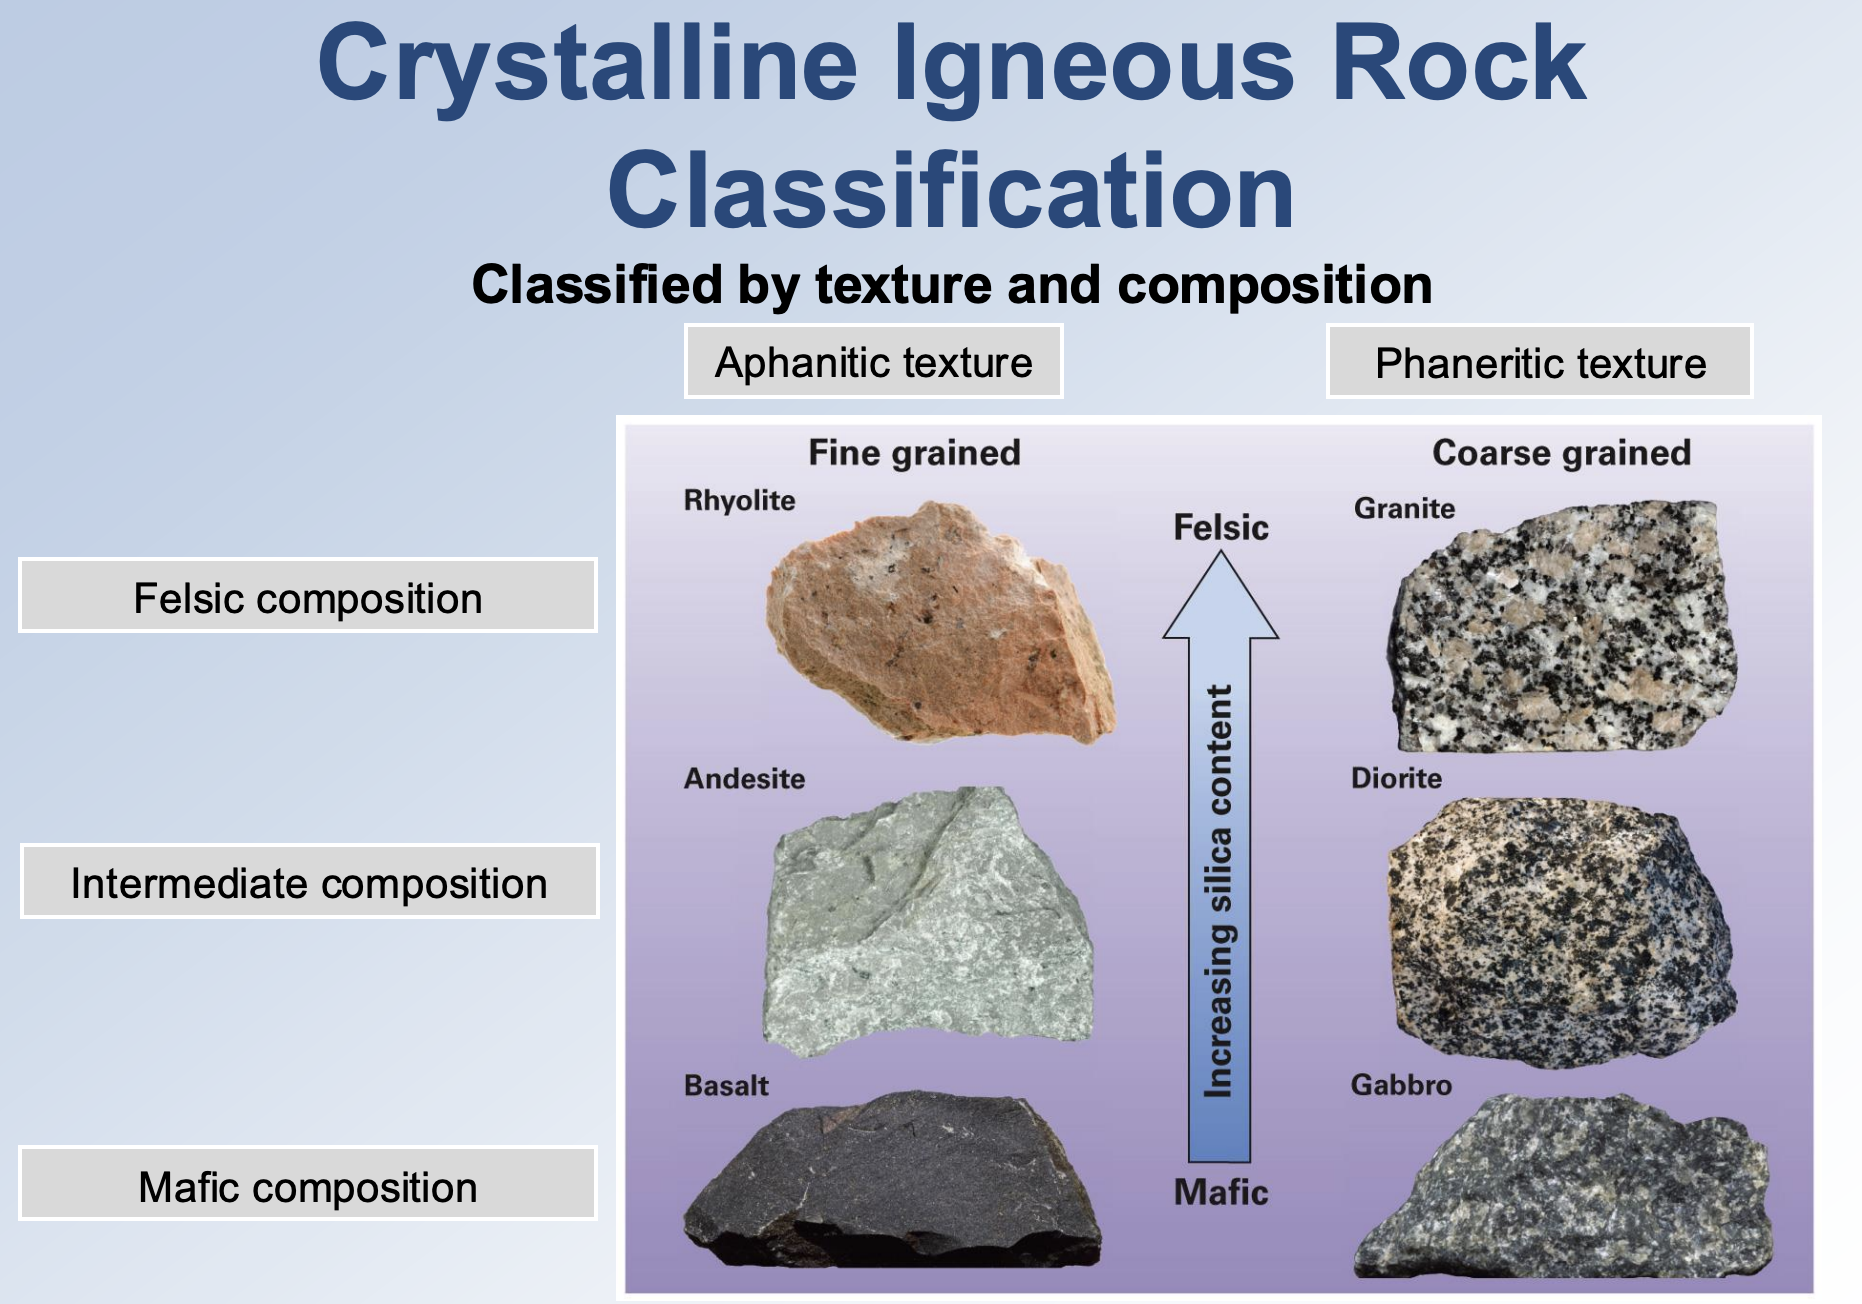 Crystalline Igneous Rock
Classification
Classified by texture and composition
Aphanitic texture
Phaneritic texture
Fine grained
Coarse grained
Rhyolite
Granite
Felsic
Felsic composition
Andesite
Diorite
Intermediate composition
Increasing silica content
Basalt
Gabbro
Mafic composition
Mafic